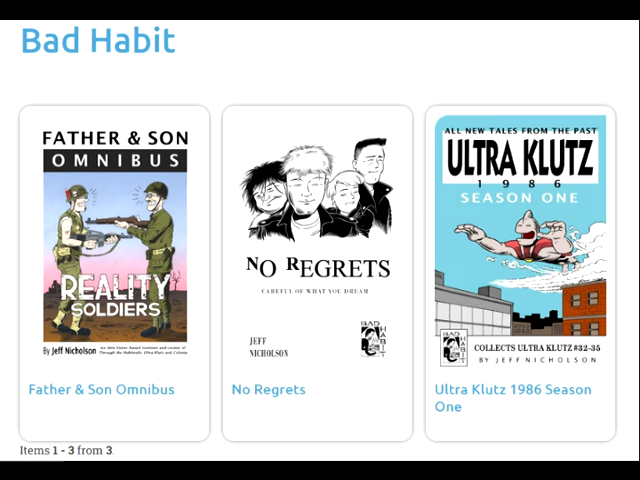 Bad Habit
FATHER & SON
OMNIBUS
REALITY
SOLDIERS
By Jeff Nicholson
NO REGRETS
CAREFUL OF WHAT YOU DREAM
JEFF
NICHOLSON
BAD
HABIT
ALL NEW TALES FROM THE PAST
ULTRA KLUTZ
1986
SEASON ONE
BAD
HABIT
COLLECTS ULTRA KLUTZ #32-35
BY JEFF NICHOLSON
Father & Son Omnibus
No Regrets
Ultra Klutz 1986 Season
One
Items 1 - 3 from 3.